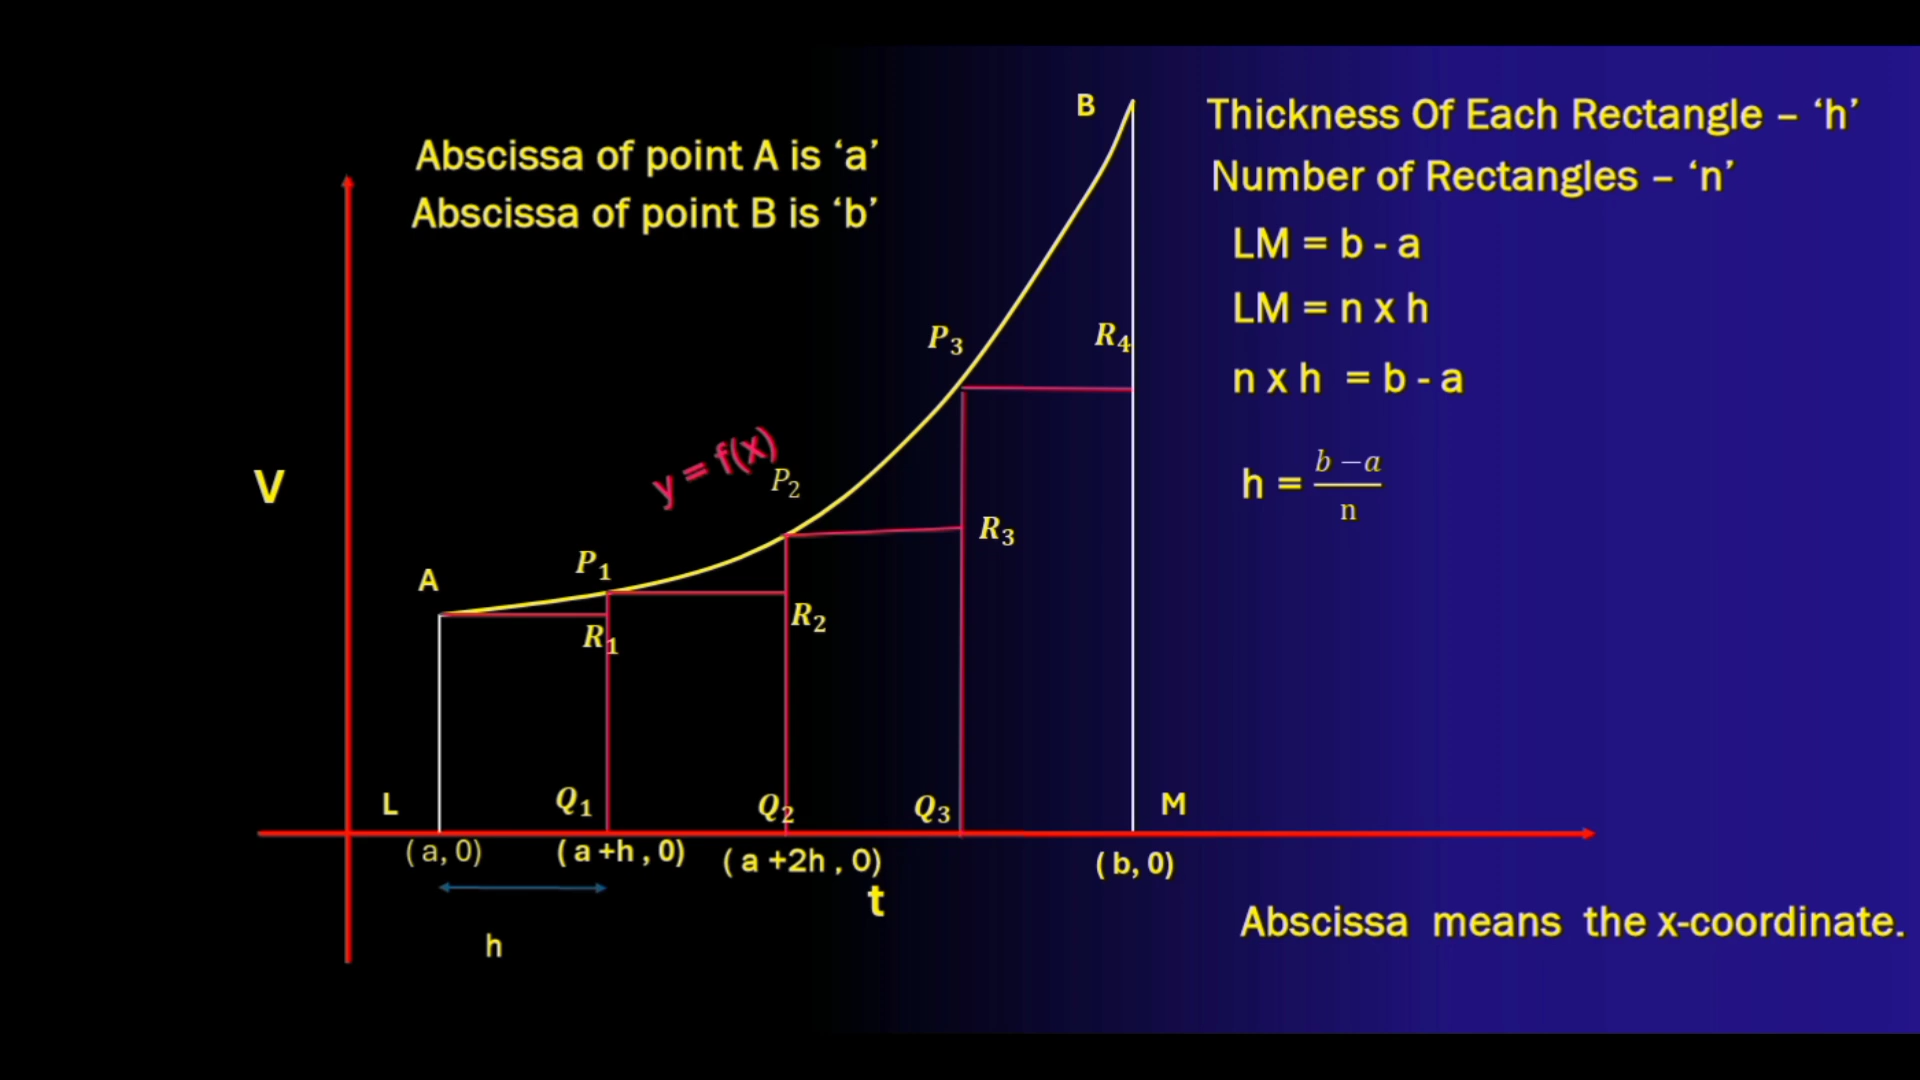 Abscissa of point A is ‘a’
Abscissa of point B is ‘b’
B
Thickness Of Each Rectangle – ‘h’
Number of Rectangles – ‘n’
LM = b - a
LM = n x h
n x h = b - a
h = \frac{b - a}{n}
V
y = f(x)
A
P₁
P₂
P₃
R₁
R₂
R₃
R₄
L
Q₁
Q₂
Q₃
M
( a, 0)
( a +h , 0)
( a +2h , 0)
( b, 0)
t
h
Abscissa means the x-coordinate.